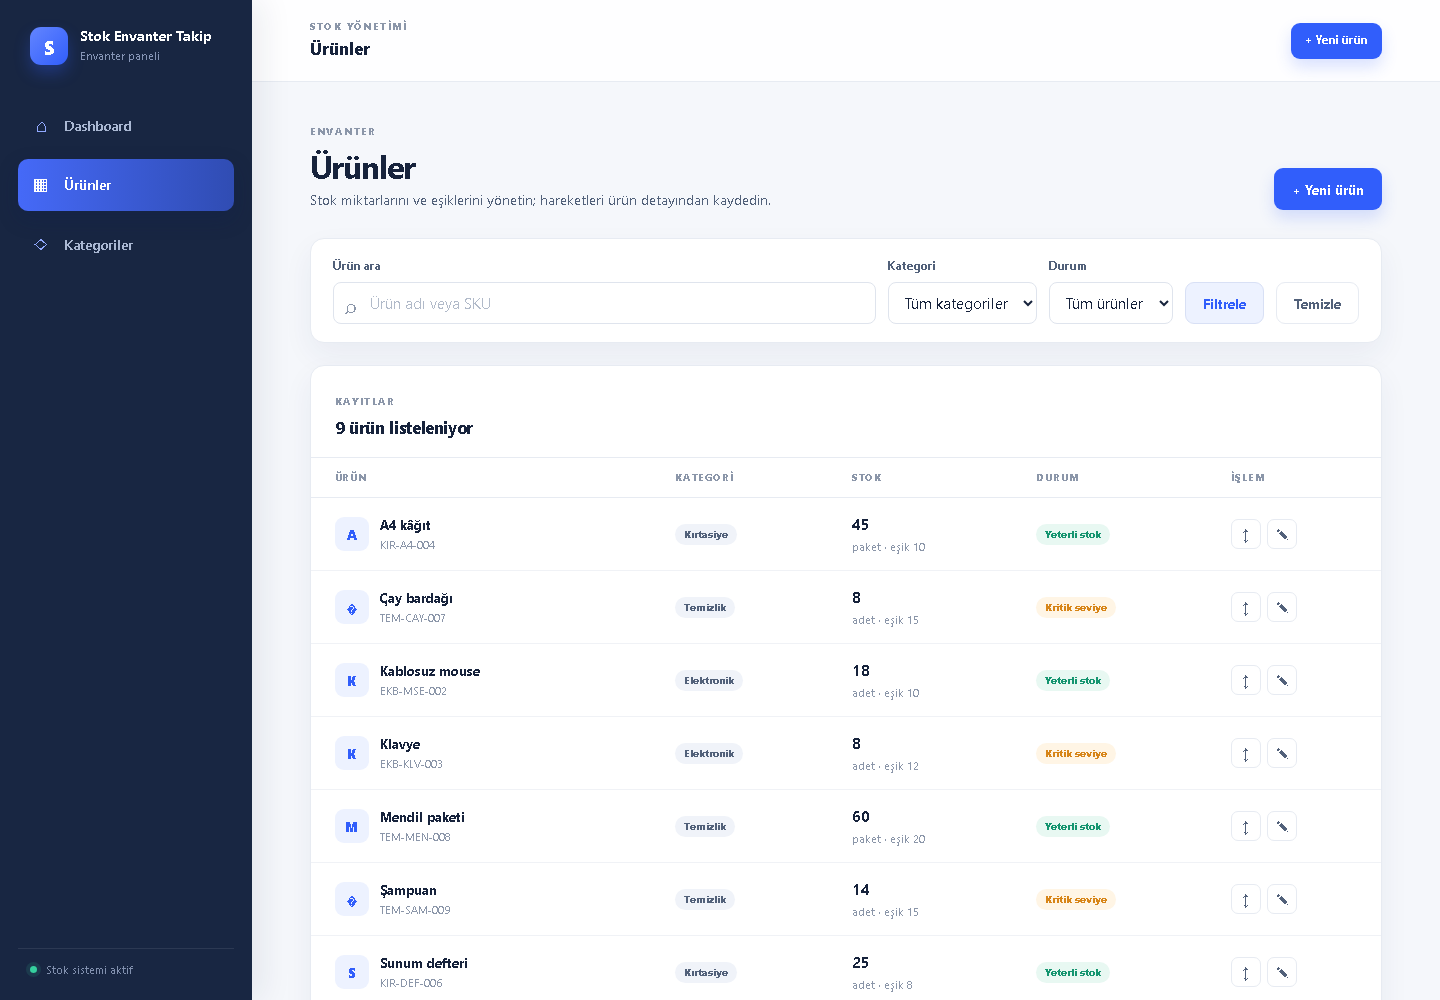 S
Stok Envanter Takip
Envanter paneli
Dashboard
Ürünler
Kategoriler
Stok sistemi aktif
STOK YÖNETİMİ
Ürünler
+ Yeni ürün
ENVANTER
Ürünler
Stok miktarlarını ve eşiklerini yönetin; hareketleri ürün detayından kaydedin.
+ Yeni ürün
Ürün ara
Kategori
Durum
Ürün adı veya SKU
Tüm kategoriler
Tüm ürünler
Filtrele
Temizle
KAYITLAR
9 ürün listeleniyor
ÜRÜN KATEGORİ STOK DURUM İŞLEM
A A4 kâğıt Kırtasiye 45 Yeterli stok
KIR-A4-004 paket · eşik 10
� Çay bardağı Temizlik 8 Kritik seviye
TEM-CAY-007 adet · eşik 15
K Kablosuz mouse Elektronik 18 Yeterli stok
EKB-MSE-002 adet · eşik 10
K Klavye Elektronik 8 Kritik seviye
EKB-KLV-003 adet · eşik 12
M Mendil paketi Temizlik 60 Yeterli stok
TEM-MEN-008 paket · eşik 20
� Şampuan Temizlik 14 Kritik seviye
TEM-SAM-009 adet · eşik 15
S Sunum defteri Kırtasiye 25 Yeterli stok
KIR-DEF-006 adet · eşik 8